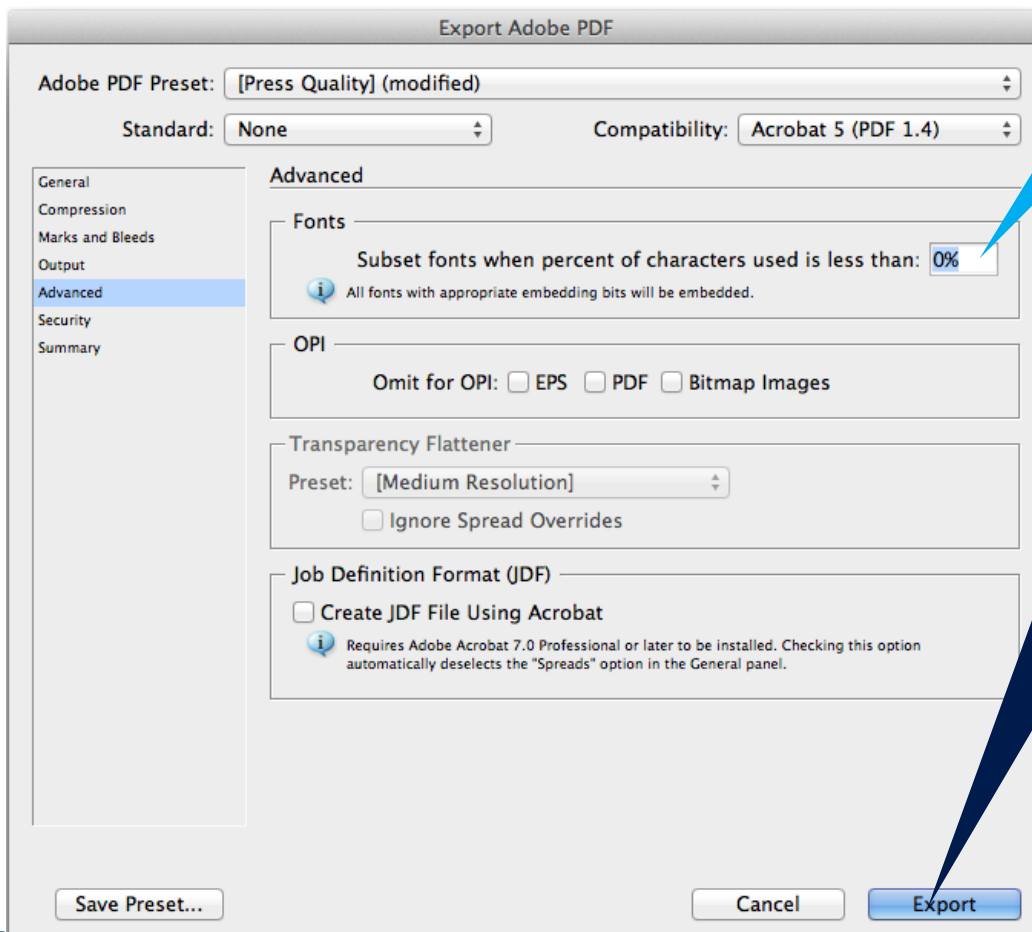 Export Adobe PDF
Adobe PDF Preset: [Press Quality] (modified)
Standard: None Compatibility: Acrobat 5 (PDF 1.4)
General
Compression
Marks and Bleeds
Output
Advanced
Security
Summary
Advanced
Fonts
Subset fonts when percent of characters used is less than: 0%
All fonts with appropriate embedding bits will be embedded.
OPI
Omit for OPI: EPS PDF Bitmap Images
Transparency Flattener
Preset: [Medium Resolution]
Ignore Spread Overrides
Job Definition Format (JDF)
Create JDF File Using Acrobat
Requires Adobe Acrobat 7.0 Professional or later to be installed. Checking this option
automatically deselects the "Spreads" option in the General panel.
Save Preset... Cancel Export